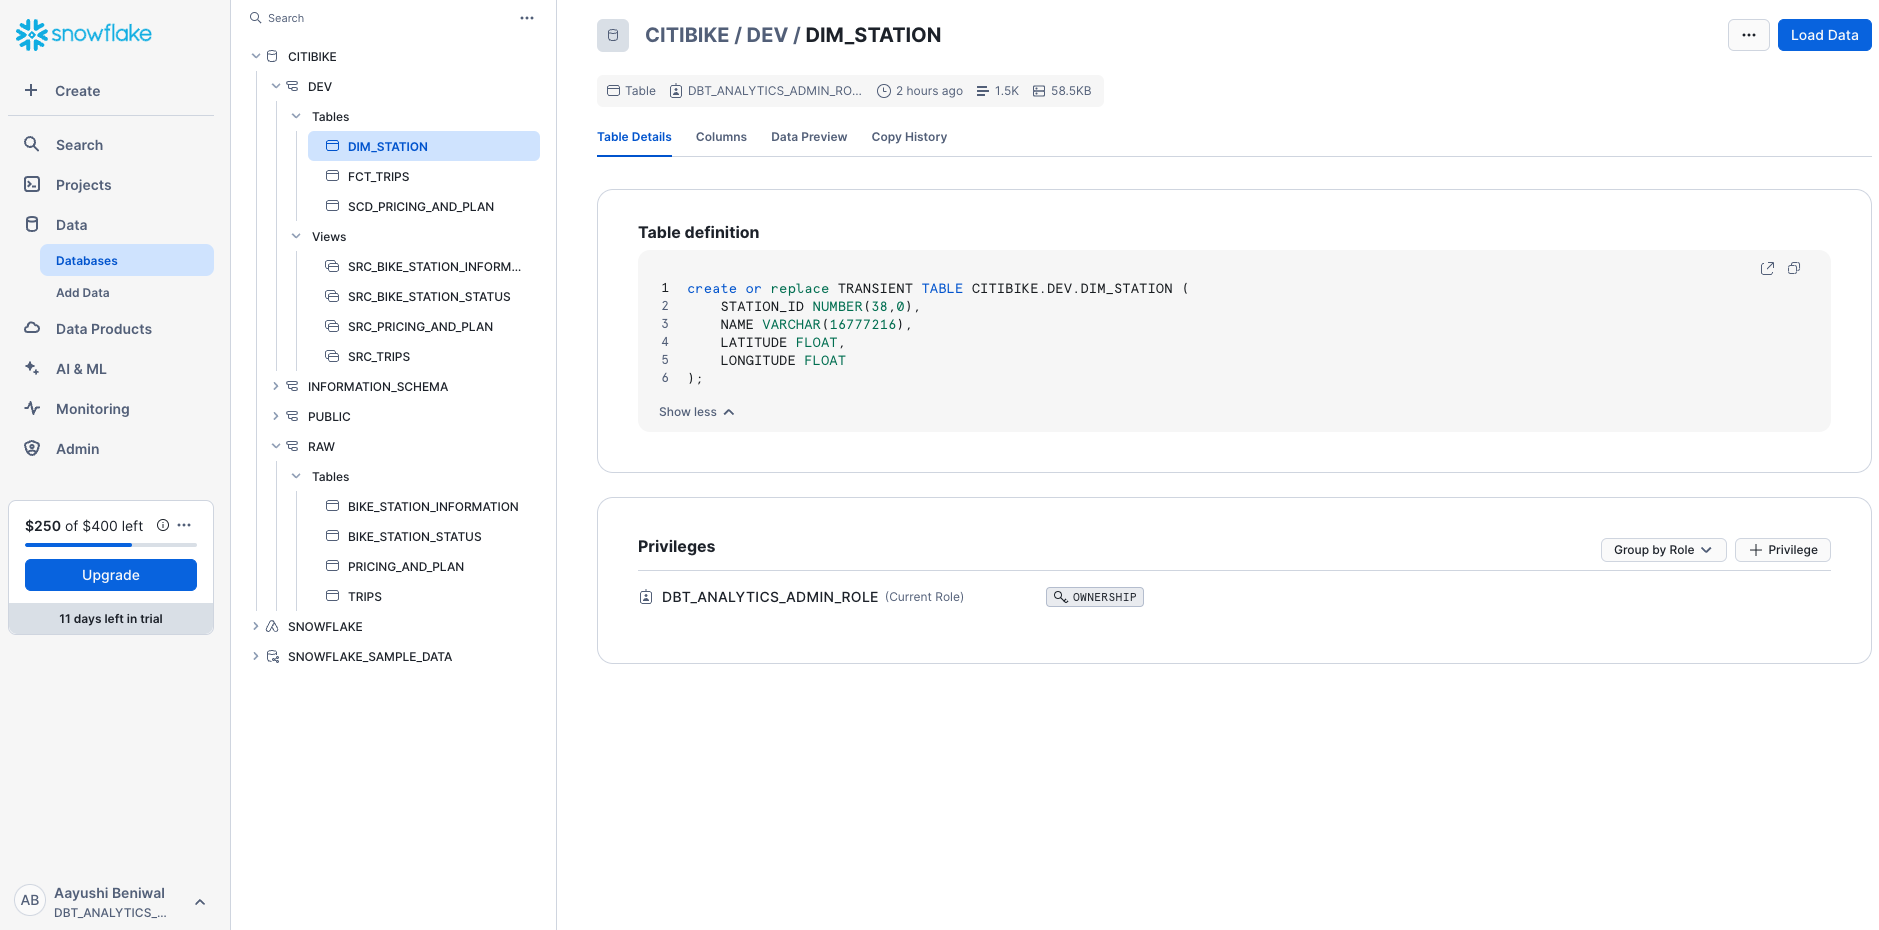 snowflake
Create
Search
Projects
Data
Databases
Add Data
Data Products
AI & ML
Monitoring
Admin
$250 of $400 left
Upgrade
11 days left in trial
AB
Aayushi Beniwal
DBT_ANALYTICS_...
Search
CITIBIKE
DEV
Tables
DIM_STATION
FCT_TRIPS
SCD_PRICING_AND_PLAN
Views
SRC_BIKE_STATION_INFORM...
SRC_BIKE_STATION_STATUS
SRC_PRICING_AND_PLAN
SRC_TRIPS
INFORMATION_SCHEMA
PUBLIC
RAW
Tables
BIKE_STATION_INFORMATION
BIKE_STATION_STATUS
PRICING_AND_PLAN
TRIPS
SNOWFLAKE
SNOWFLAKE_SAMPLE_DATA
CITIBIKE / DEV / DIM_STATION
Load Data
Table DBT_ANALYTICS_ADMIN_RO... 2 hours ago 1.5K 58.5KB
Table Details Columns Data Preview Copy History
Table definition
1 create or replace TRANSIENT TABLE CITIBIKE.DEV.DIM_STATION (
2 STATION_ID NUMBER(38,0),
3 NAME VARCHAR(16777216),
4 LATITUDE FLOAT,
5 LONGITUDE FLOAT
6 );
Show less
Privileges
Group by Role
Privilege
DBT_ANALYTICS_ADMIN_ROLE (Current Role) OWNERSHIP